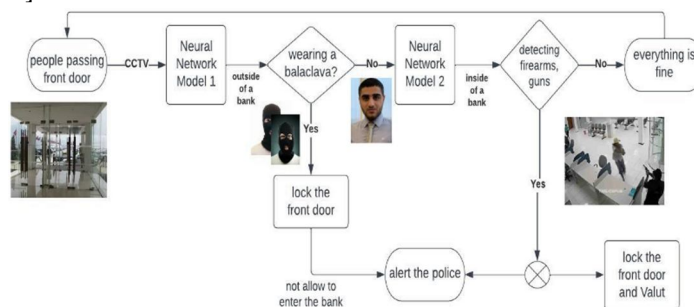 people passing
front door
CCTV
Neural
Network
Model 1
outside
of a
bank
wearing a
balaclava?
No
Yes
Neural
Network
Model 2
inside
of a
bank
detecting
firearms,
guns
No
Yes
everything is
fine
lock the
front door
not allow to
enter the bank
alert the police
lock the
front door
and Valut